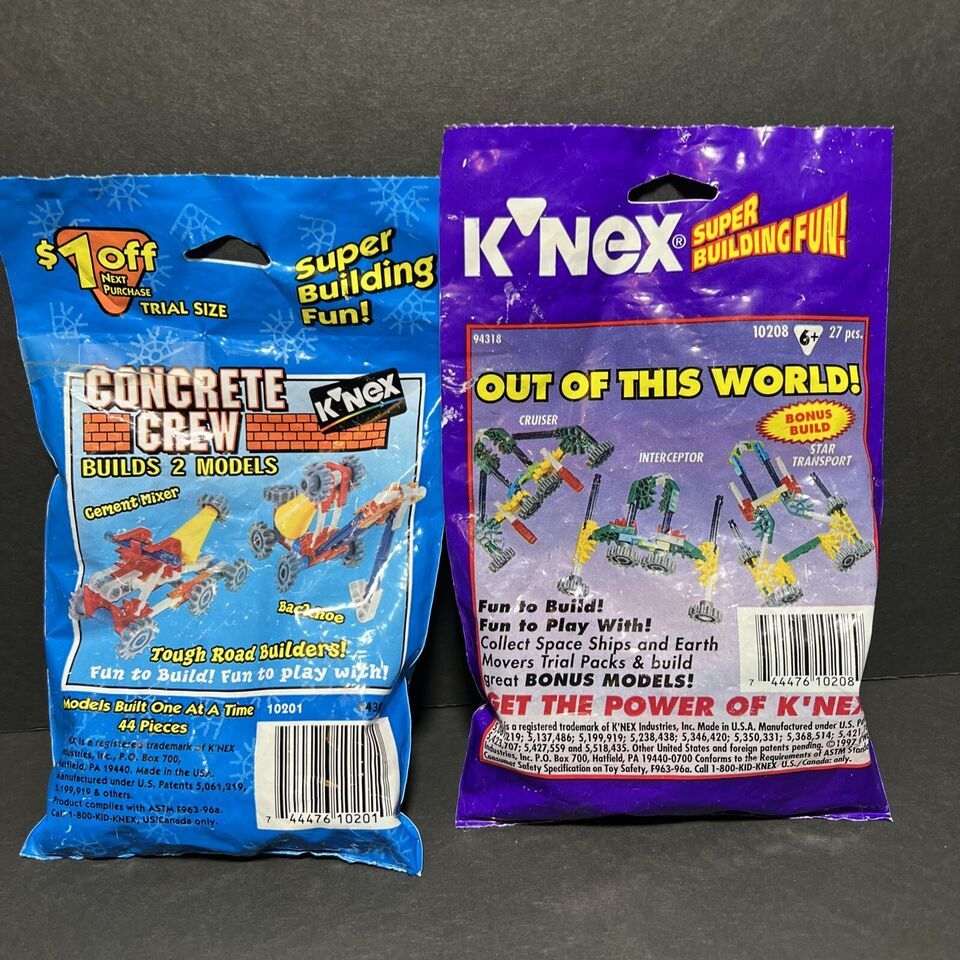 $1 off
NEXT
PURCHASE
TRIAL SIZE
Super
Building
Fun!
CONCRETE
CREW
K'NEX
BUILDS 2 MODELS
Cement Mixer
Backhoe
Tough Road Builders!
Fun to Build! Fun to play with!
Models Built One At A Time
44 Pieces
10201
is a registered trademark of K'NEX
Industries, Inc., P.O. Box 700,
Hatfield, PA 19440. Made in the USA.
Manufactured under U.S. Patents 5,061,219,
5,199,919 & others.
Product complies with ASTM F963-96a.
Call 1-800-KID-KNEX, US/Canada only.
7 44476 10201
K'NEX®
SUPER
BUILDING FUN!
94318
10208 6+ 27 pcs.
OUT OF THIS WORLD!
BONUS
BUILD
CRUISER
INTERCEPTOR
STAR
TRANSPORT
Fun to Build!
Fun to Play With!
Collect Space Ships and Earth
Movers Trial Packs & build
great BONUS MODELS!
7 44476 10208
GET THE POWER OF K'NEX
is a registered trademark of K'NEX Industries, Inc. Made in U.S.A. Manufactured under U.S.
5,137,486; 5,199,919; 5,238,438; 5,346,420; 5,350,331; 5,368,514;
5,427,559 and 5,518,435. Other United States and foreign patents pending. ©1997
Industries, Inc. P.O. Box 700, Hatfield, PA 19440-0700 Conforms to the Requirements of ASTM
Consumer Safety Specification on Toy Safety, F963-96a. Call 1-800-KID-KNEX U.S./Canada only.